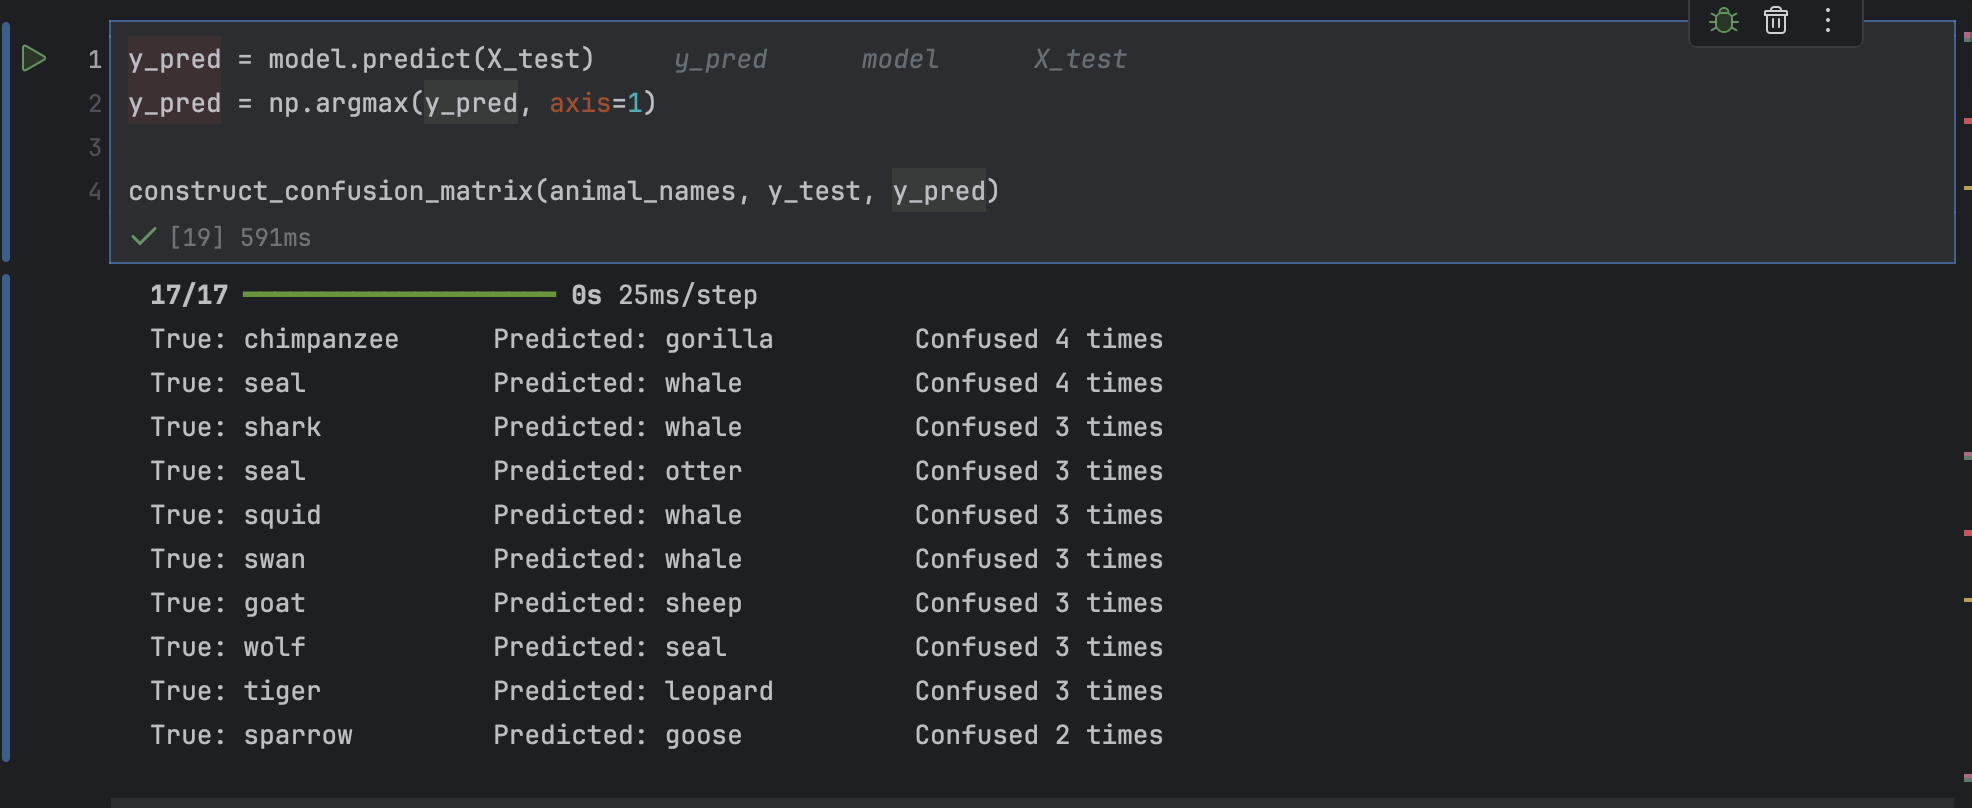 1 y_pred = model.predict(X_test) y_pred model X_test
2 y_pred = np.argmax(y_pred, axis=1)
3
4 construct_confusion_matrix(animal_names, y_test, y_pred)
[19] 591ms
17/17 0s 25ms/step
True: chimpanzee Predicted: gorilla Confused 4 times
True: seal Predicted: whale Confused 4 times
True: shark Predicted: whale Confused 3 times
True: seal Predicted: otter Confused 3 times
True: squid Predicted: whale Confused 3 times
True: swan Predicted: whale Confused 3 times
True: goat Predicted: sheep Confused 3 times
True: wolf Predicted: seal Confused 3 times
True: tiger Predicted: leopard Confused 3 times
True: sparrow Predicted: goose Confused 2 times